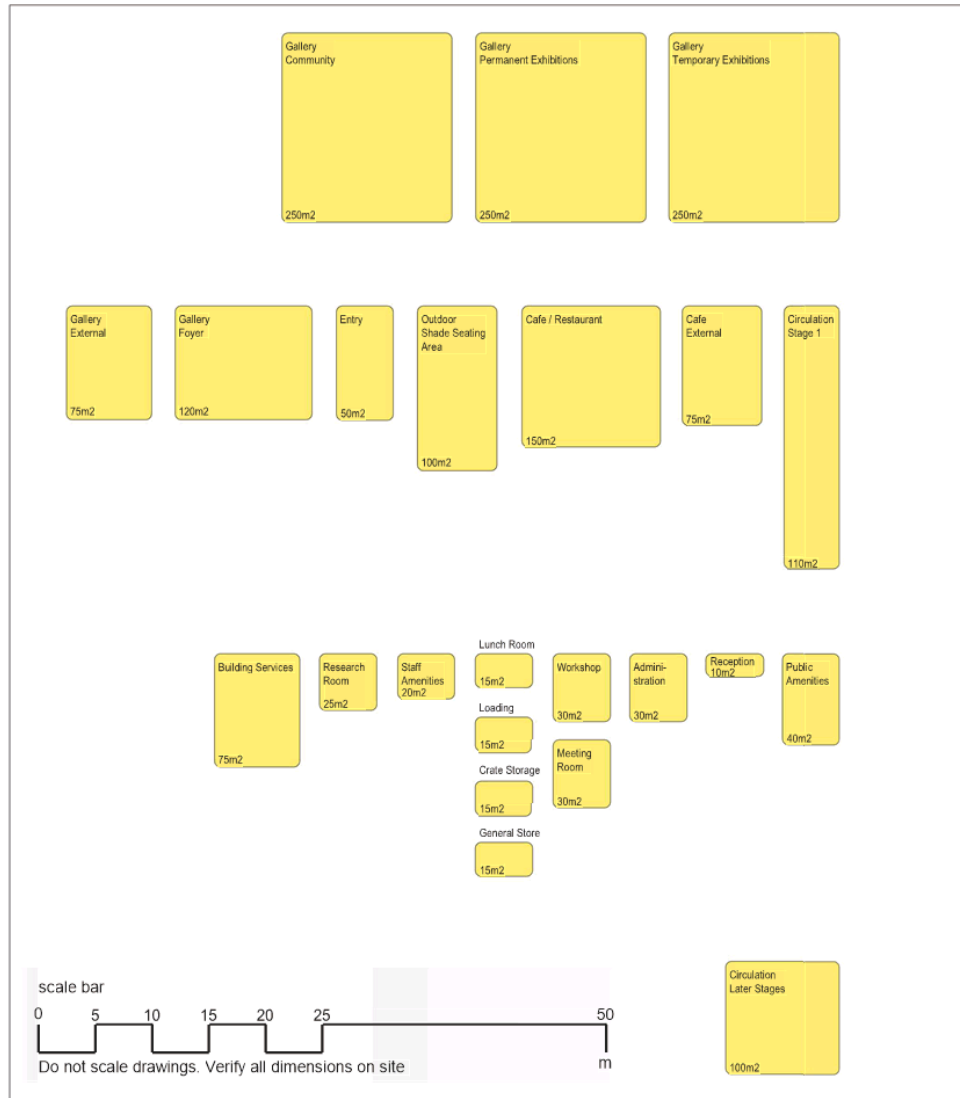 Gallery
Community
250m2
Gallery
Permanent Exhibitions
250m2
Gallery
Temporary Exhibitions
250m2
Gallery
External
75m2
Gallery
Foyer
120m2
Entry
50m2
Outdoor
Shade Seating
Area
100m2
Cafe / Restaurant
150m2
Cafe
External
75m2
Circulation
Stage 1
110m2
Building Services
75m2
Research
Room
25m2
Staff
Amenities
20m2
Lunch Room
15m2
Loading
15m2
Crate Storage
15m2
General Store
15m2
Workshop
30m2
Meeting
Room
30m2
Admini-
stration
30m2
Reception
10m2
Public
Amenities
40m2
scale bar
0 5 10 15 20 25 50
m
Do not scale drawings. Verify all dimensions on site
Circulation
Later Stages
100m2